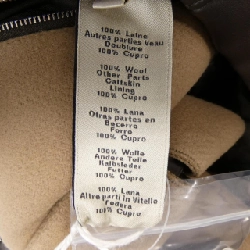 100% Laine
Autres parties veau
Doublure
100% Cupro
100% Wool
Other Parts
Calfskin
Lining
100% Cupro
100% Lana
Otras partes en
Becerro
Forro
100% Cupro
100% Wolle
Andere Teile
Kalbsleder
Futter
100% Cupro
100% Lana
Altre parti in Vitello
Fodera
100% Cupro